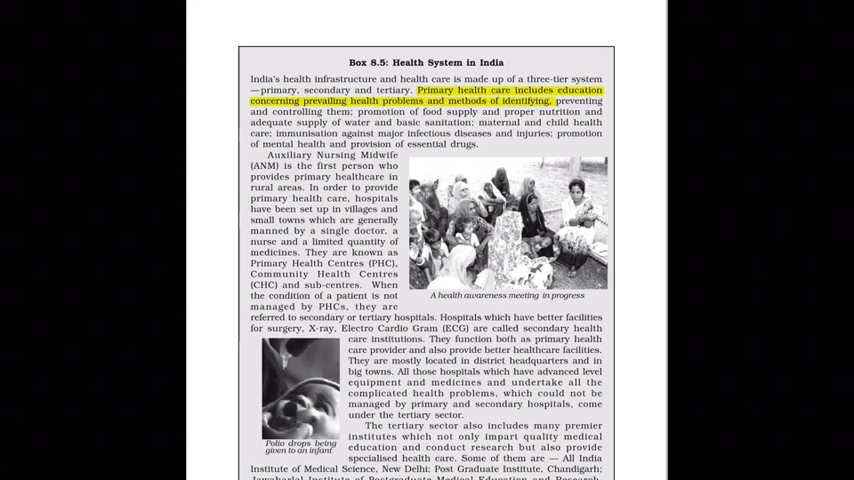 Box 8.5: Health System in India
India's health infrastructure and health care is made up of a three-tier system
—primary, secondary and tertiary. Primary health care includes education
concerning prevailing health problems and methods of identifying, preventing
and controlling them; promotion of food supply and proper nutrition and
adequate supply of water and basic sanitation; maternal and child health
care; immunisation against major infectious diseases and injuries; promotion
of mental health and provision of essential drugs.
Auxiliary Nursing Midwife
(ANM) is the first person who
provides primary healthcare in
rural areas. In order to provide
primary health care, hospitals
have been set up in villages and
small towns which are generally
manned by a single doctor, a
nurse and a limited quantity of
medicines. They are known as
Primary Health Centres (PHC),
Community Health Centres
(CHC) and sub-centres. When
the condition of a patient is not
managed by PHCs, they are
A health awareness meeting in progress
referred to secondary or tertiary hospitals. Hospitals which have better facilities
for surgery, X-ray, Electro Cardio Gram (ECG) are called secondary health
care institutions. They function both as primary health
care provider and also provide better healthcare facilities.
They are mostly located in district headquarters and in
big towns. All those hospitals which have advanced level
equipment and medicines and undertake all the
complicated health problems, which could not be
managed by primary and secondary hospitals, come
under the tertiary sector.
Polio drops being
given to an infant
The tertiary sector also includes many premier
institutes which not only impart quality medical
education and conduct research but also provide
specialised health care. Some of them are — All India
Institute of Medical Science, New Delhi; Post Graduate Institute, Chandigarh;
Jawaharlal Institute of Postgraduate Medical Education and Research,